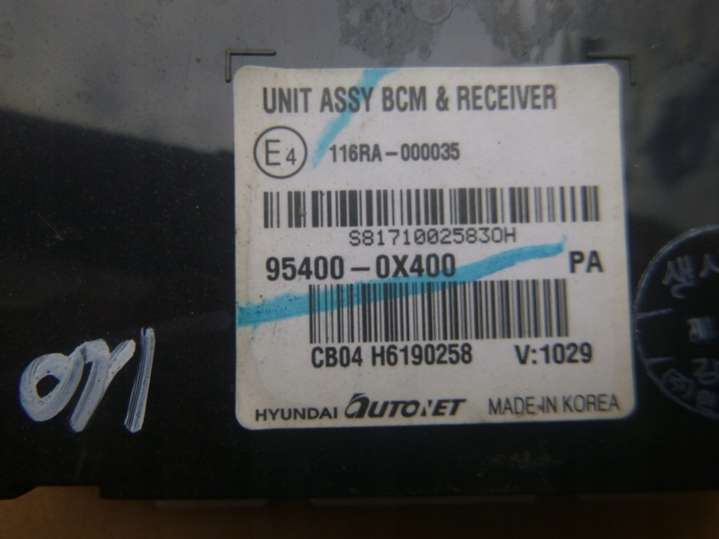 UNIT ASSY BCM & RECEIVER
E4 116RA-000035
S81710025830H
95400-0X400 PA
CB04 H6190258 V:1029
HYUNDAI AUTONET MADE-IN KOREA